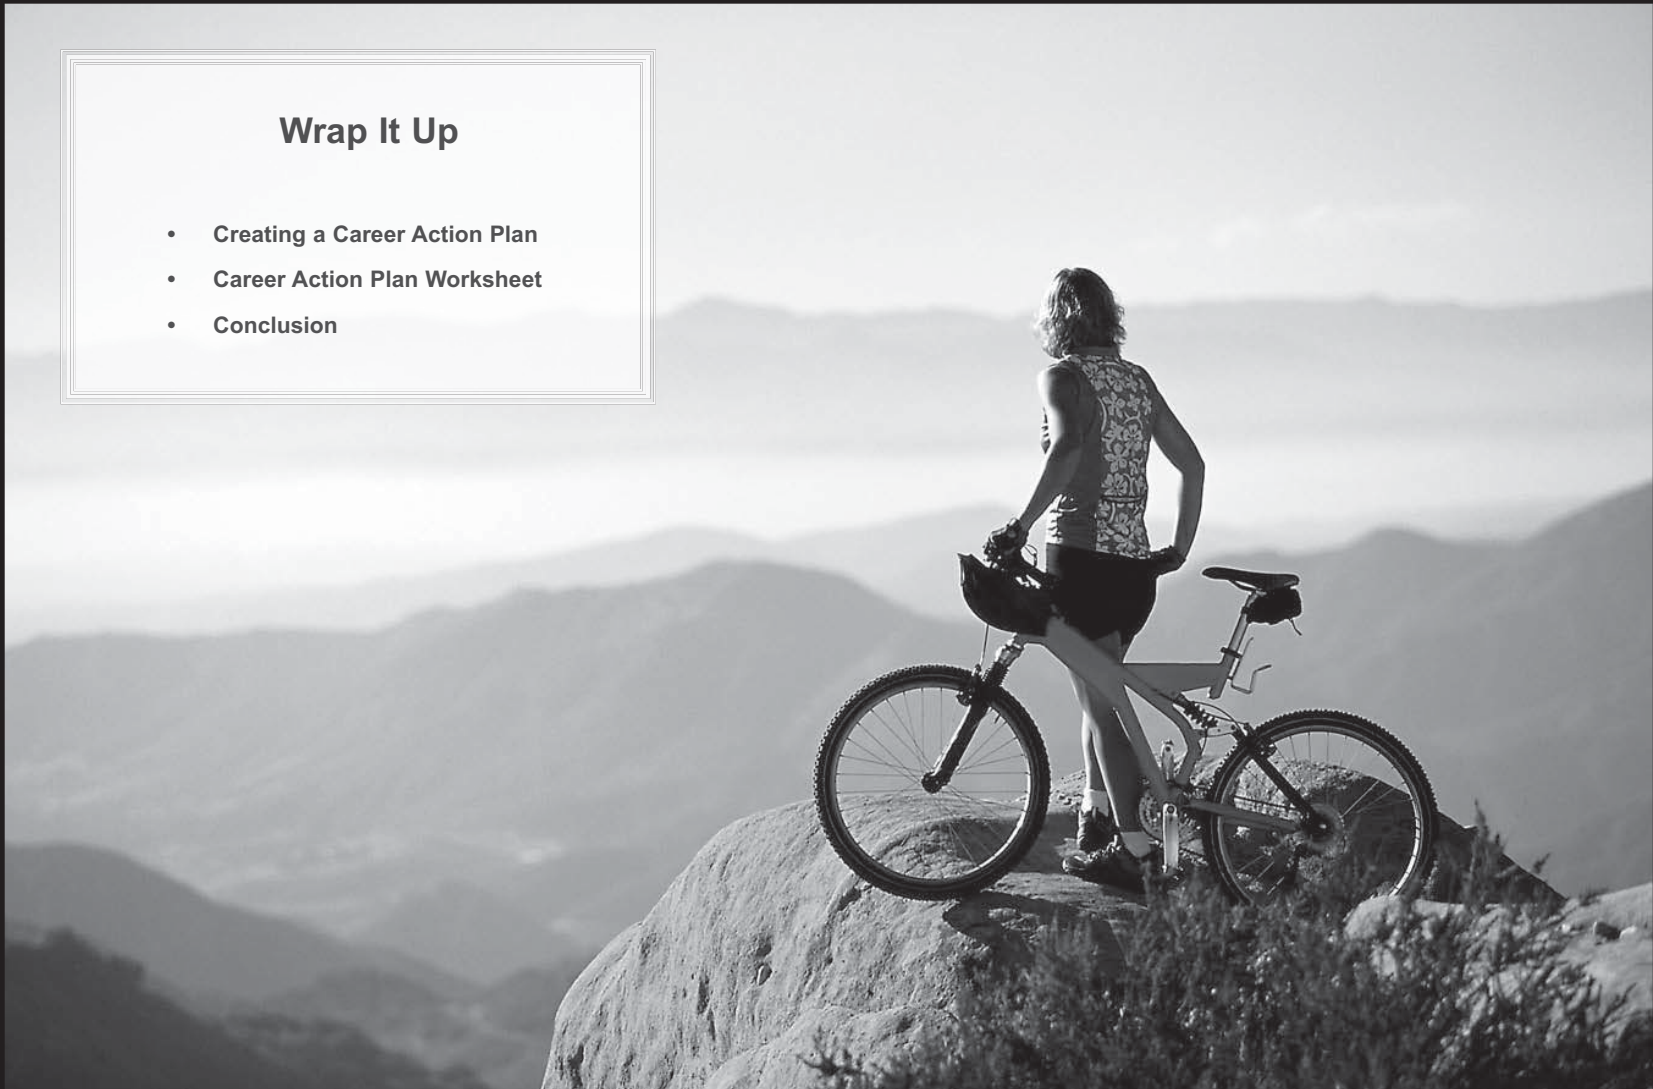 Wrap It Up
• Creating a Career Action Plan
• Career Action Plan Worksheet
• Conclusion